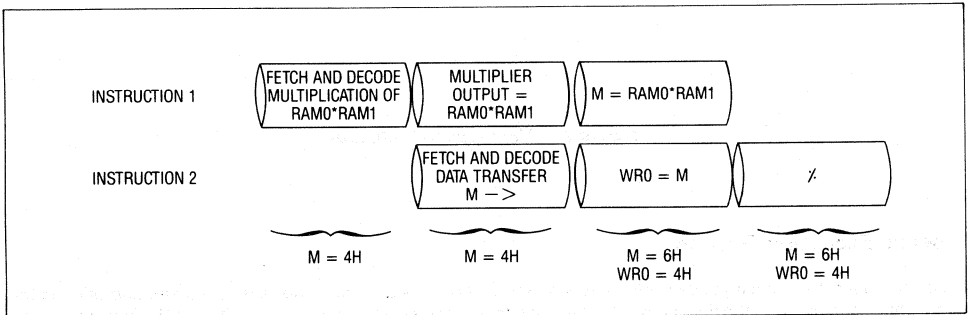 INSTRUCTION 1
FETCH AND DECODE
MULTIPLICATION OF
RAM0*RAM1
MULTIPLIER
OUTPUT =
RAM0*RAM1
M = RAM0*RAM1
INSTRUCTION 2
FETCH AND DECODE
DATA TRANSFER
M —>
WR0 = M
⁒
M = 4H
M = 4H
M = 6H
WR0 = 4H
M = 6H
WR0 = 4H